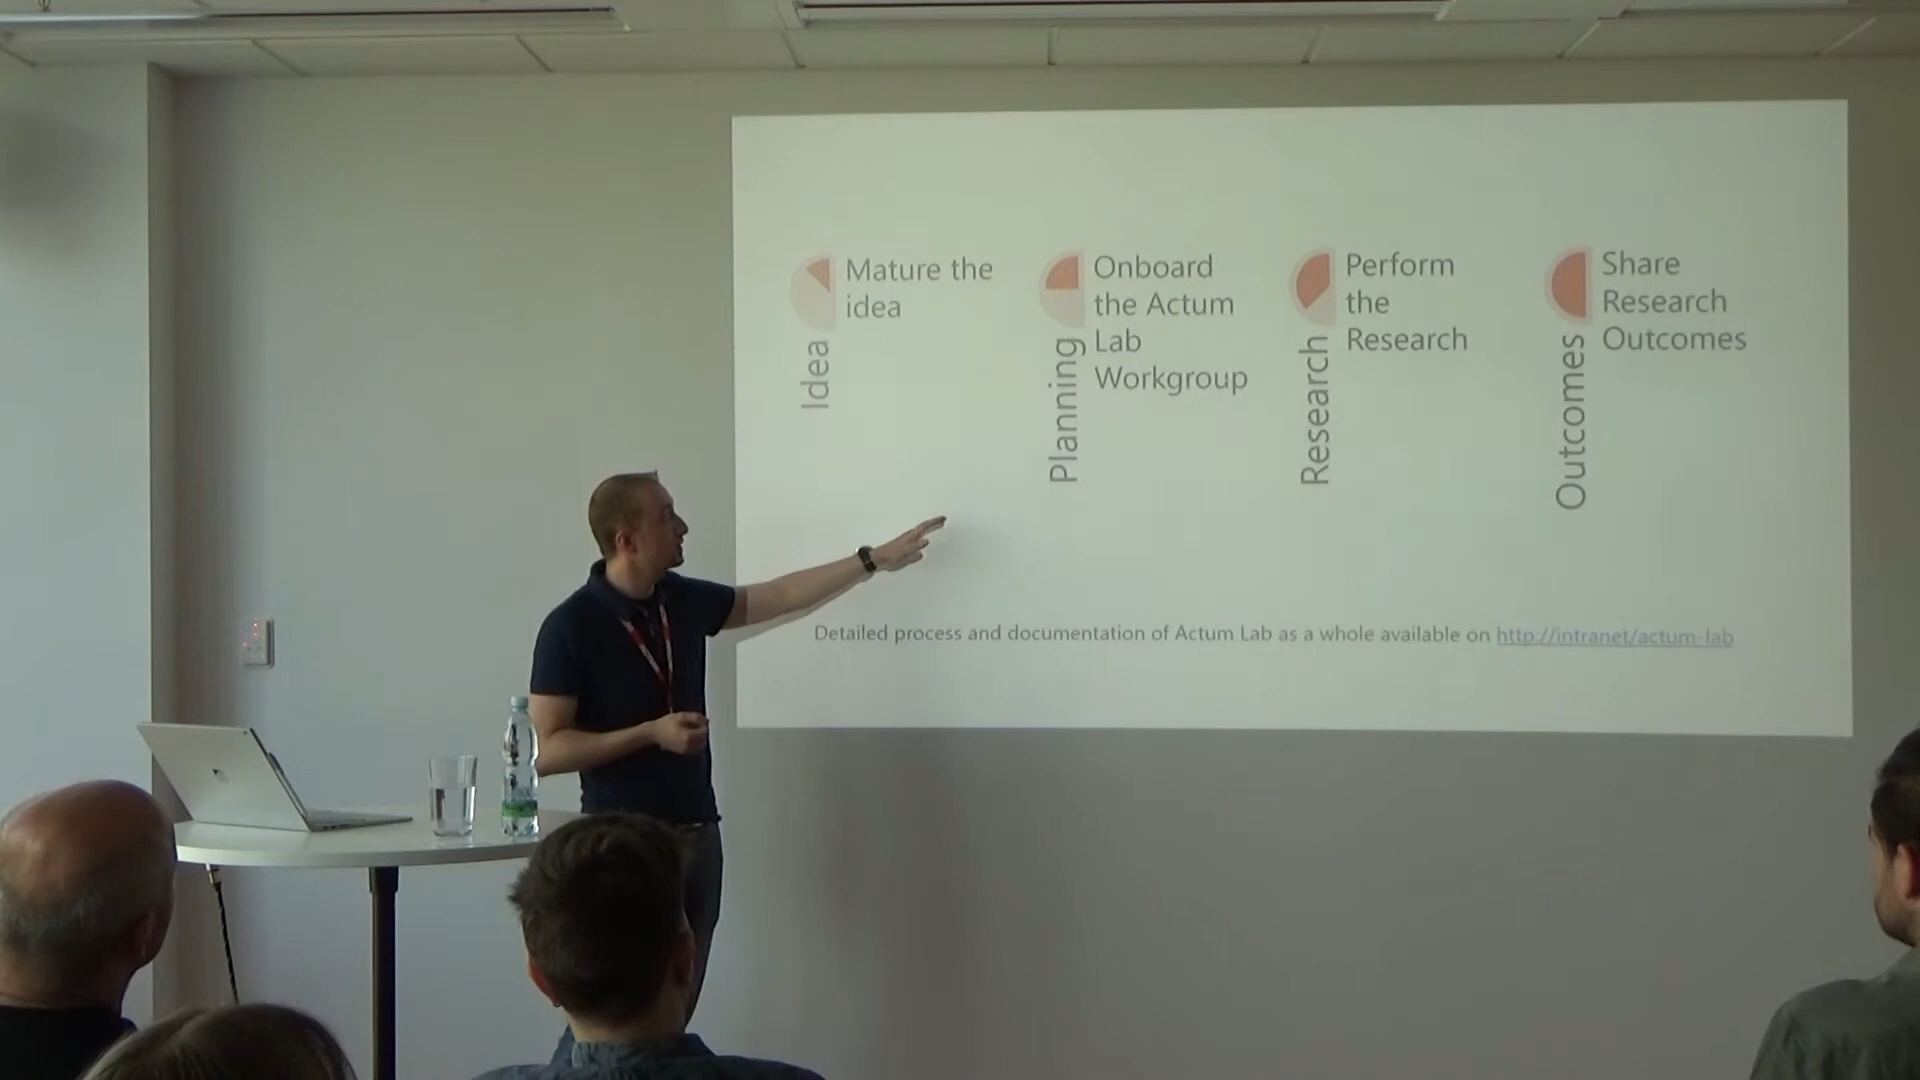 Mature the
idea
Idea
Onboard
the Actum
Lab
Workgroup
Planning
Perform
the
Research
Research
Share
Research
Outcomes
Outcomes
Detailed process and documentation of Actum Lab as a whole available on http://intranet/actum-lab